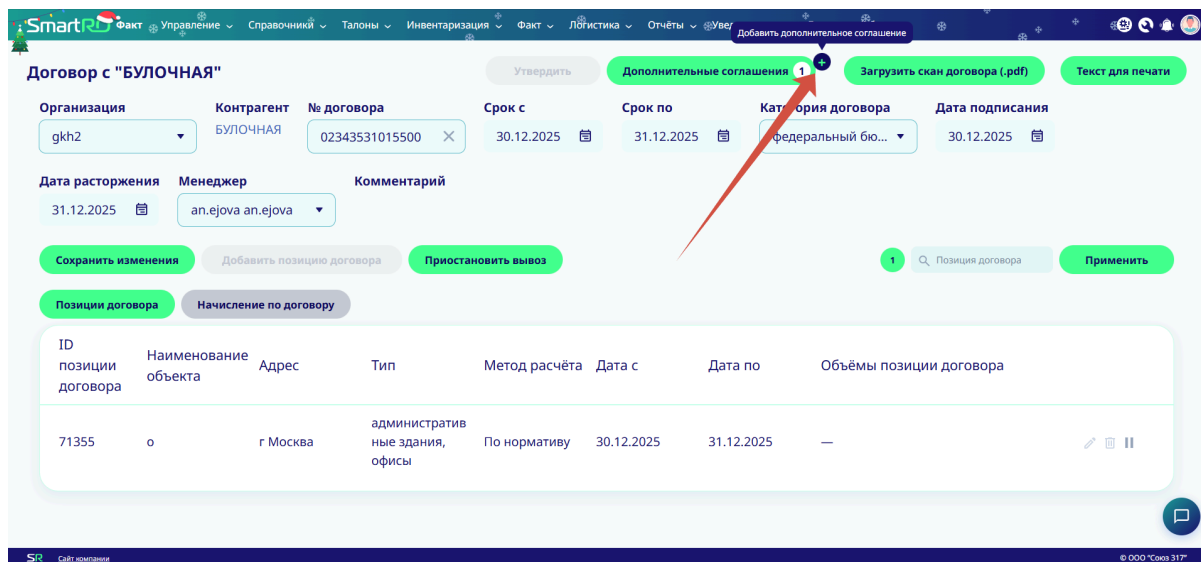 SmartRO Факт Управление Справочники Талоны Инвентаризация Факт Логистика Отчёты Увед
Добавить дополнительное соглашение
Договор с "БУЛОЧНАЯ"
Утвердить
Дополнительные соглашения 1
+
Загрузить скан договора (.pdf)
Текст для печати
Организация Контрагент № договора Срок с Срок по Категория договора Дата подписания
gkh2 БУЛОЧНАЯ 02343531015500 30.12.2025 31.12.2025 федеральный бю... 30.12.2025
Дата расторжения Менеджер Комментарий
31.12.2025 an.ejova an.ejova
Сохранить изменения Добавить позицию договора Приостановить вывоз 1 Позиция договора Применить
Позиции договора Начисление по договору
ID позиции договора
Наименование объекта
Адрес
Тип
Метод расчёта
Дата с
Дата по
Объёмы позиции договора
71355
о
г Москва
административ
ные здания,
офисы
По нормативу
30.12.2025
31.12.2025
—
SR Сайт компании © ООО "Союз 317"